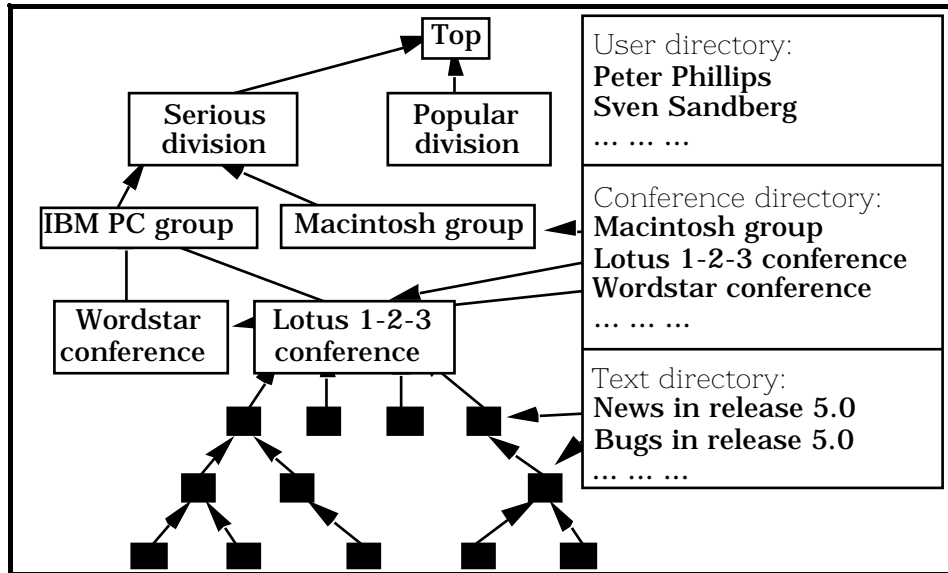 Top
Serious
division
Popular
division
IBM PC group
Macintosh group
Wordstar
conference
Lotus 1-2-3
conference
User directory:
Peter Phillips
Sven Sandberg
... ... ...
Conference directory:
Macintosh group
Lotus 1-2-3 conference
Wordstar conference
... ... ...
Text directory:
News in release 5.0
Bugs in release 5.0
... ... ...